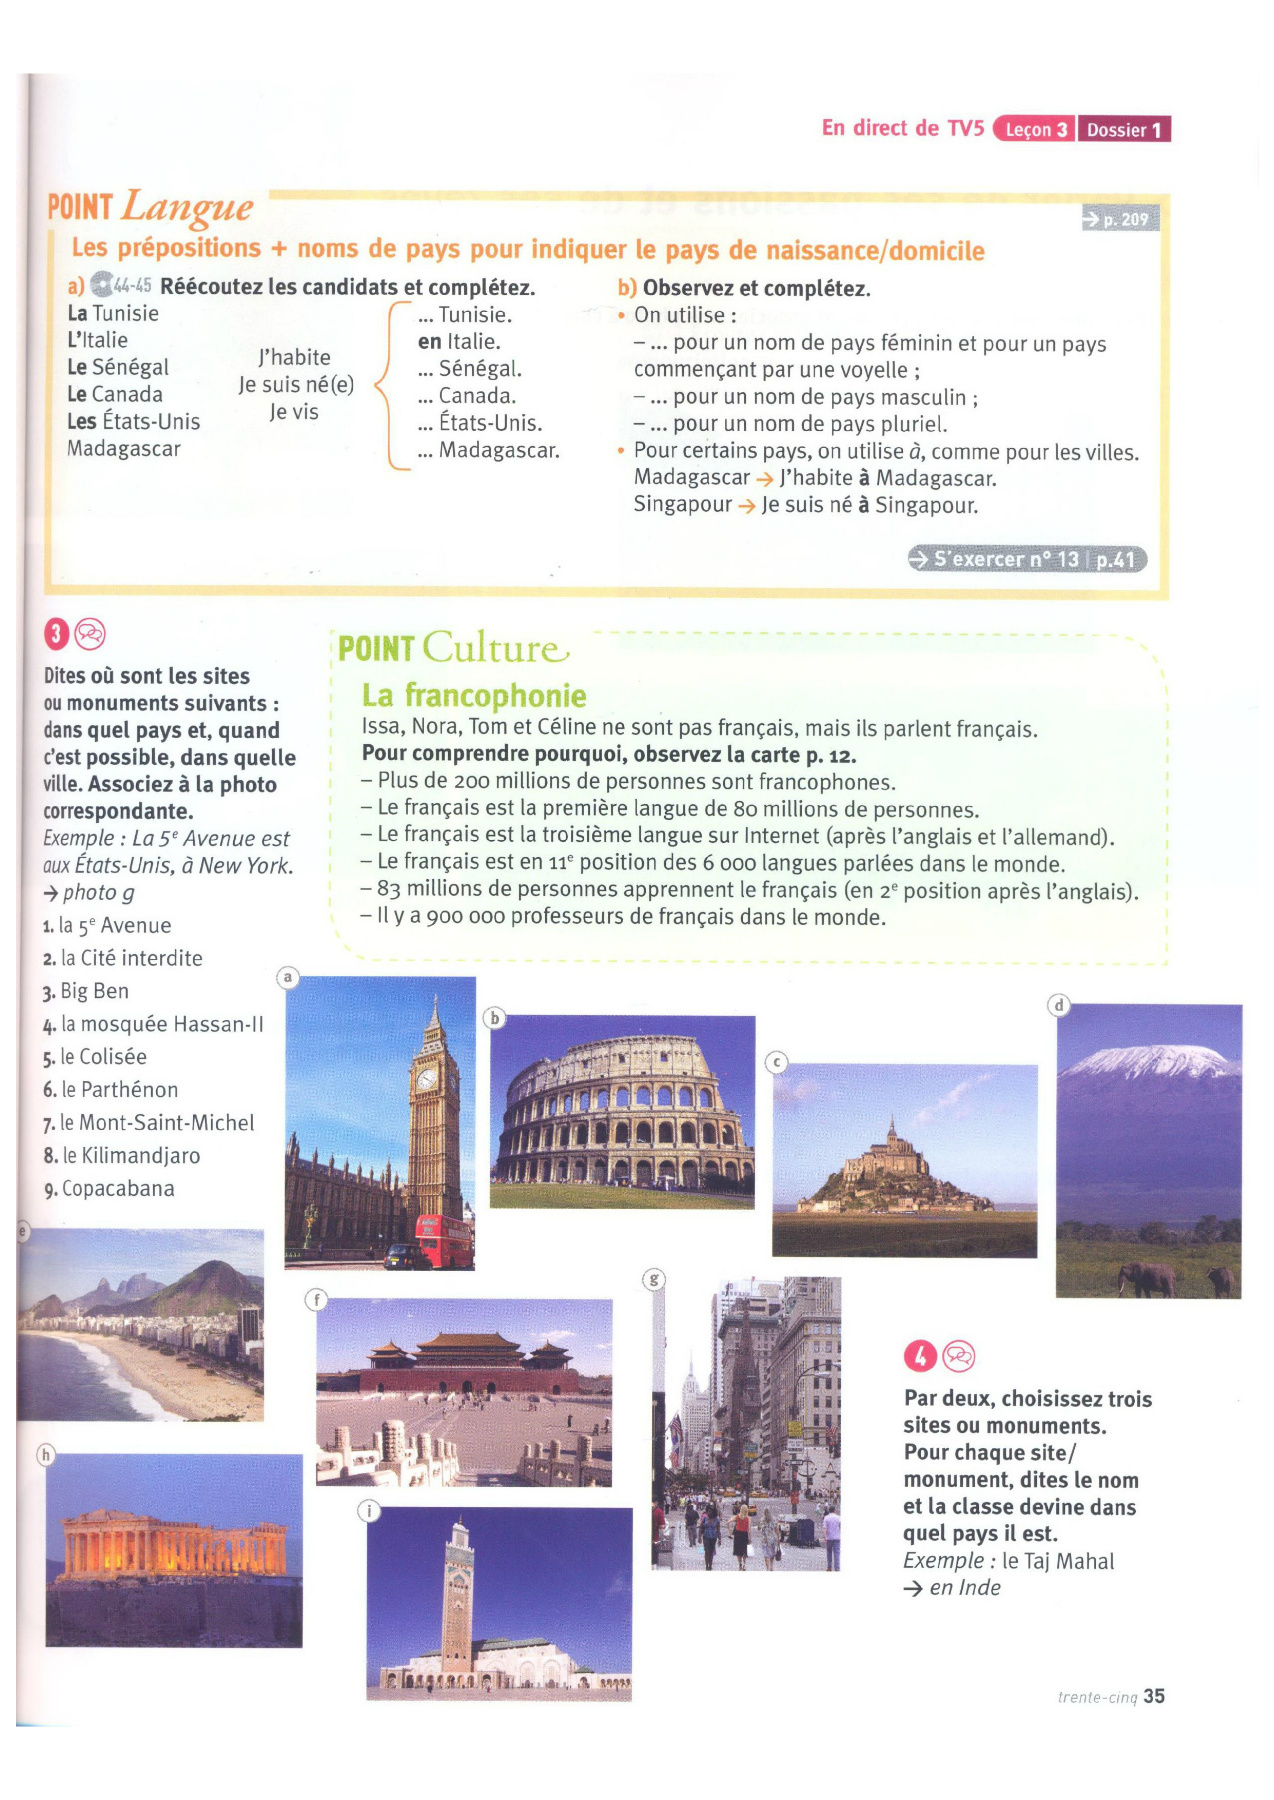 En direct de TV5 Leçon 3 Dossier 1
POINT Langue
→ p. 209
Les prépositions + noms de pays pour indiquer le pays de naissance/domicile
a) 44-45 Réécoutez les candidats et complétez.
La Tunisie
L'Italie
Le Sénégal
Le Canada
Les États-Unis
Madagascar
J'habite
Je suis né(e)
Je vis
... Tunisie.
en Italie.
... Sénégal.
... Canada.
... États-Unis.
... Madagascar.
b) Observez et complétez.
• On utilise :
– ... pour un nom de pays féminin et pour un pays
commençant par une voyelle ;
– ... pour un nom de pays masculin ;
– ... pour un nom de pays pluriel.
• Pour certains pays, on utilise à, comme pour les villes.
Madagascar → J'habite à Madagascar.
Singapour → Je suis né à Singapour.
→ S'exercer n° 13 | p.41
3
Dites où sont les sites
ou monuments suivants :
dans quel pays et, quand
c'est possible, dans quelle
ville. Associez à la photo
correspondante.
Exemple : La 5e Avenue est
aux États-Unis, à New York.
→ photo g
1. la 5e Avenue
2. la Cité interdite
3. Big Ben
4. la mosquée Hassan-II
5. le Colisée
6. le Parthénon
7. le Mont-Saint-Michel
8. le Kilimandjaro
9. Copacabana
POINT Culture
La francophonie
Issa, Nora, Tom et Céline ne sont pas français, mais ils parlent français.
Pour comprendre pourquoi, observez la carte p. 12.
– Plus de 200 millions de personnes sont francophones.
– Le français est la première langue de 80 millions de personnes.
– Le français est la troisième langue sur Internet (après l'anglais et l'allemand).
– Le français est en 11e position des 6 000 langues parlées dans le monde.
– 83 millions de personnes apprennent le français (en 2e position après l'anglais).
– Il y a 900 000 professeurs de français dans le monde.
a
b
c
d
e
f
g
h
i
4
Par deux, choisissez trois
sites ou monuments.
Pour chaque site/
monument, dites le nom
et la classe devine dans
quel pays il est.
Exemple : le Taj Mahal
→ en Inde
trente-cinq 35